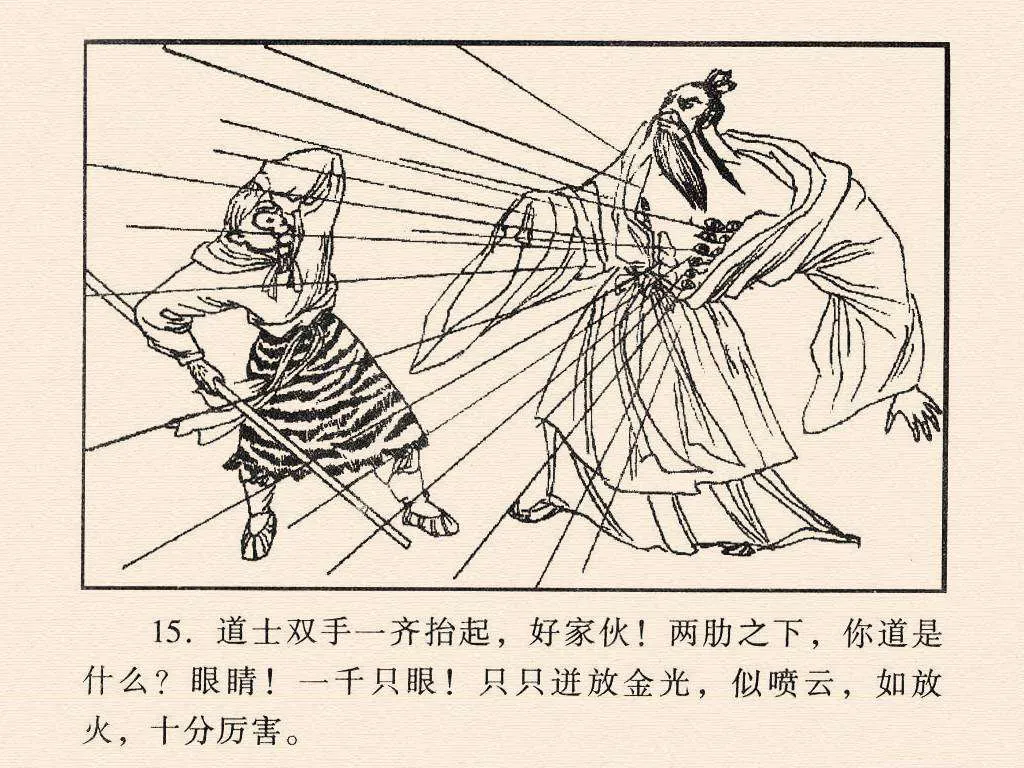 15. 道士双手一齐抬起，好家伙！两肋之下，你道是
什么？眼睛！一千只眼！只只迸放金光，似喷云，如放
火，十分厉害。